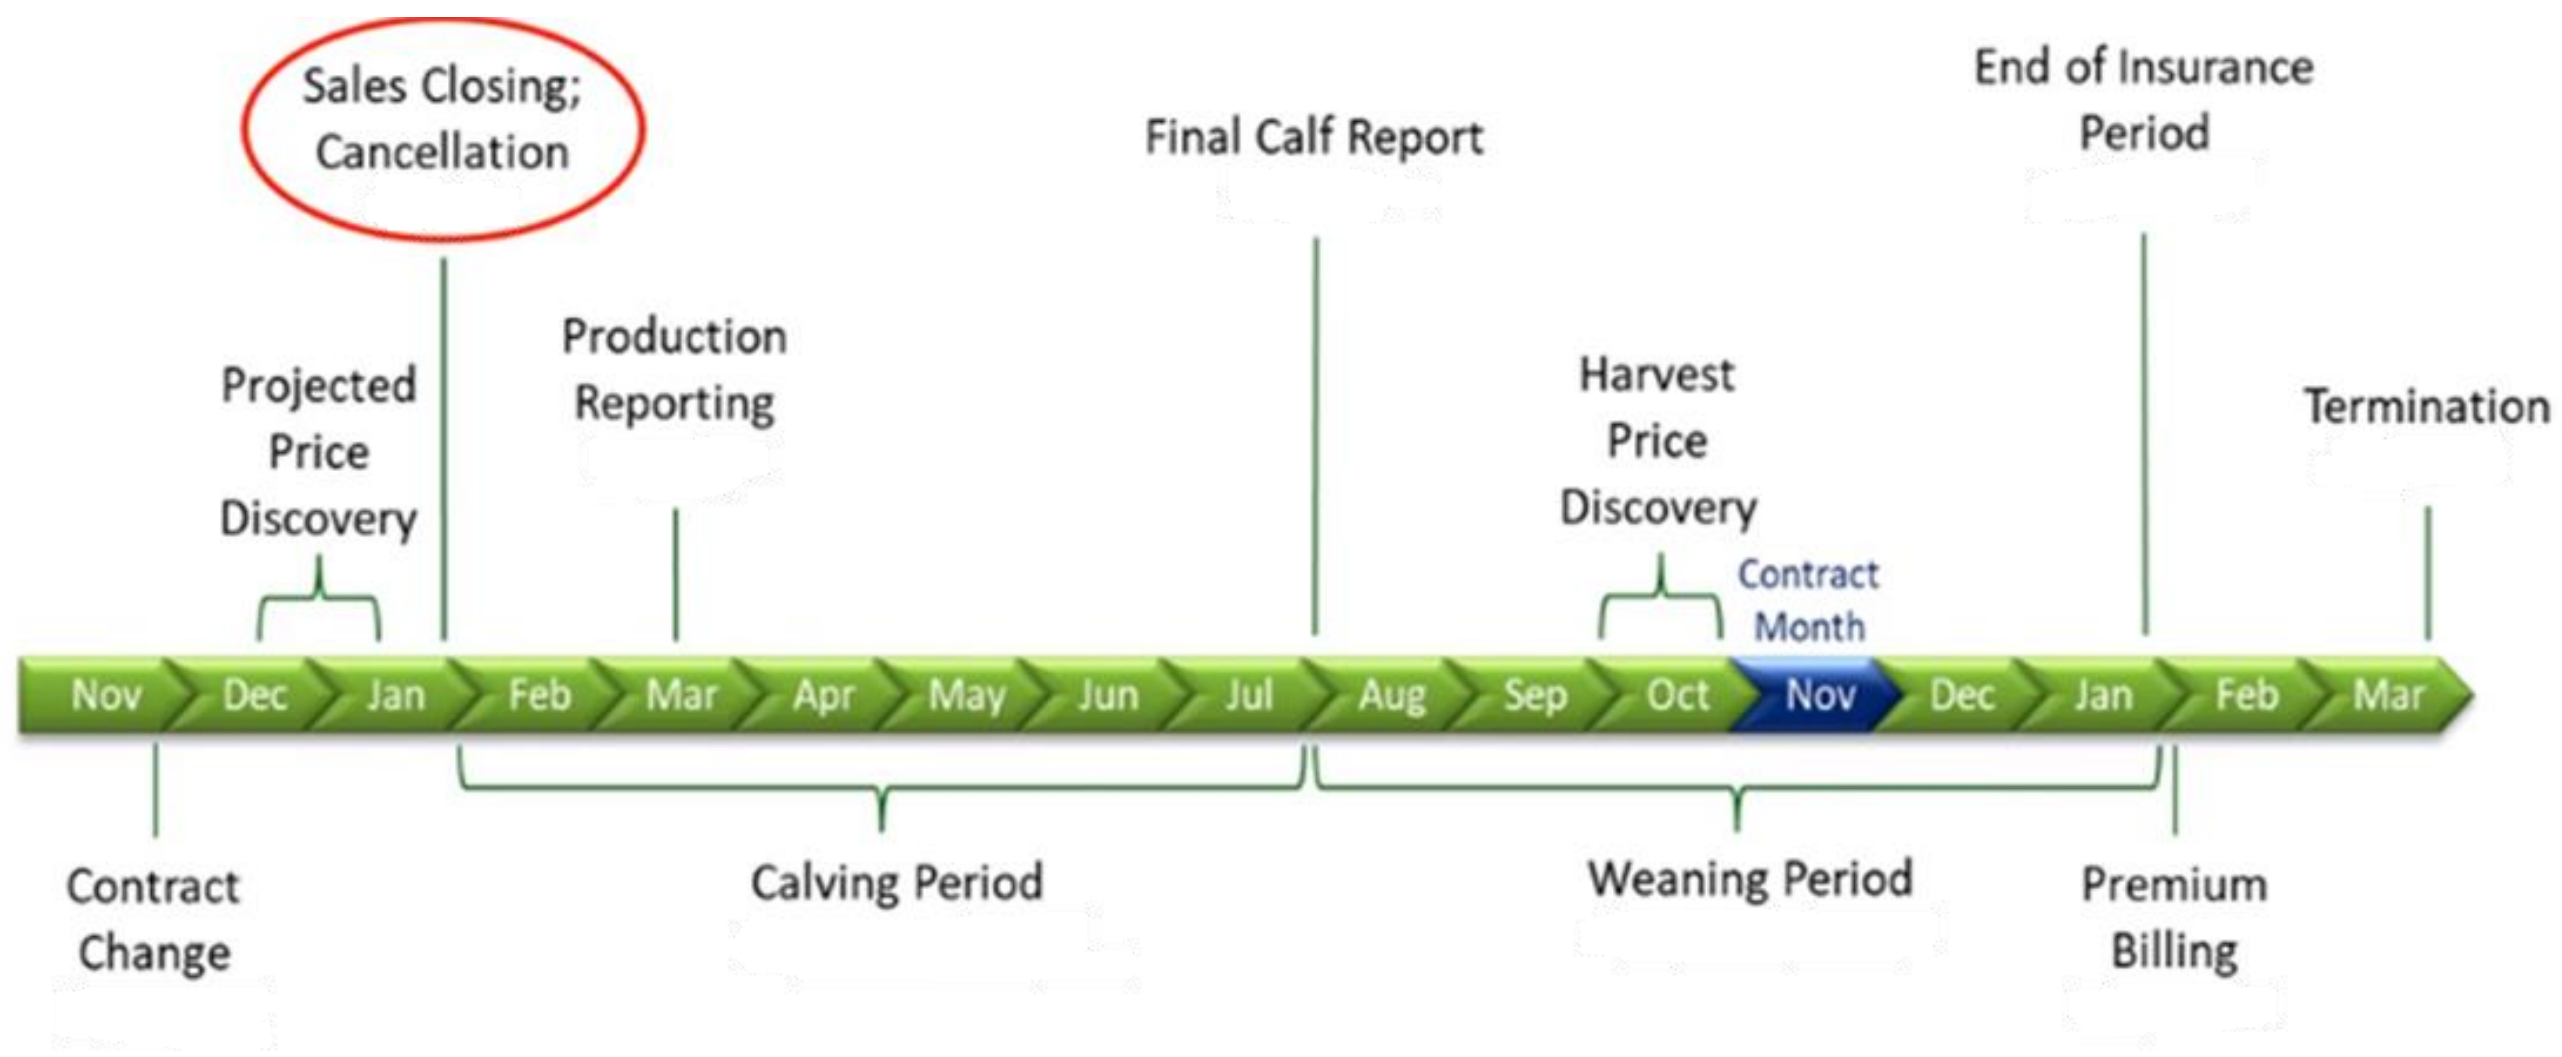 Sales Closing;
Cancellation
End of Insurance
Period
Final Calf Report
Production
Reporting
Projected
Price
Discovery
Harvest
Price
Discovery
Contract
Month
Termination
Nov Dec Jan Feb Mar Apr May Jun Jul Aug Sep Oct Nov Dec Jan Feb Mar
Contract
Change
Calving Period
Weaning Period
Premium
Billing